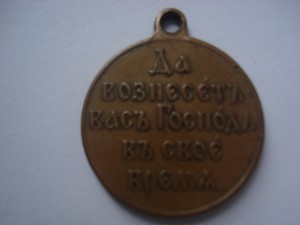 Да
вознесетъ
васъ Господь
въ свое
время